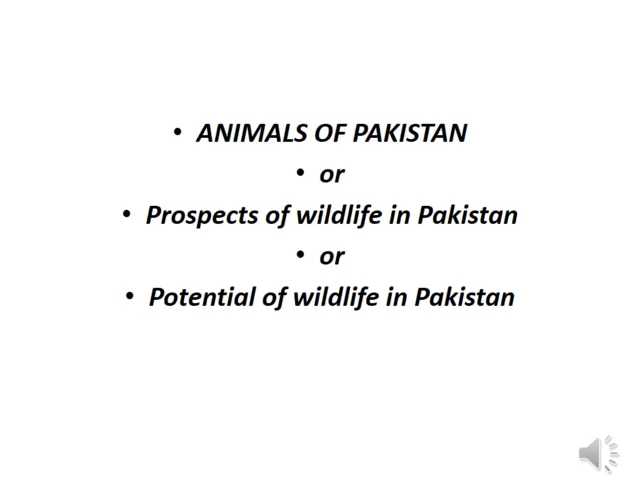 • ANIMALS OF PAKISTAN
• or
• Prospects of wildlife in Pakistan
• or
• Potential of wildlife in Pakistan